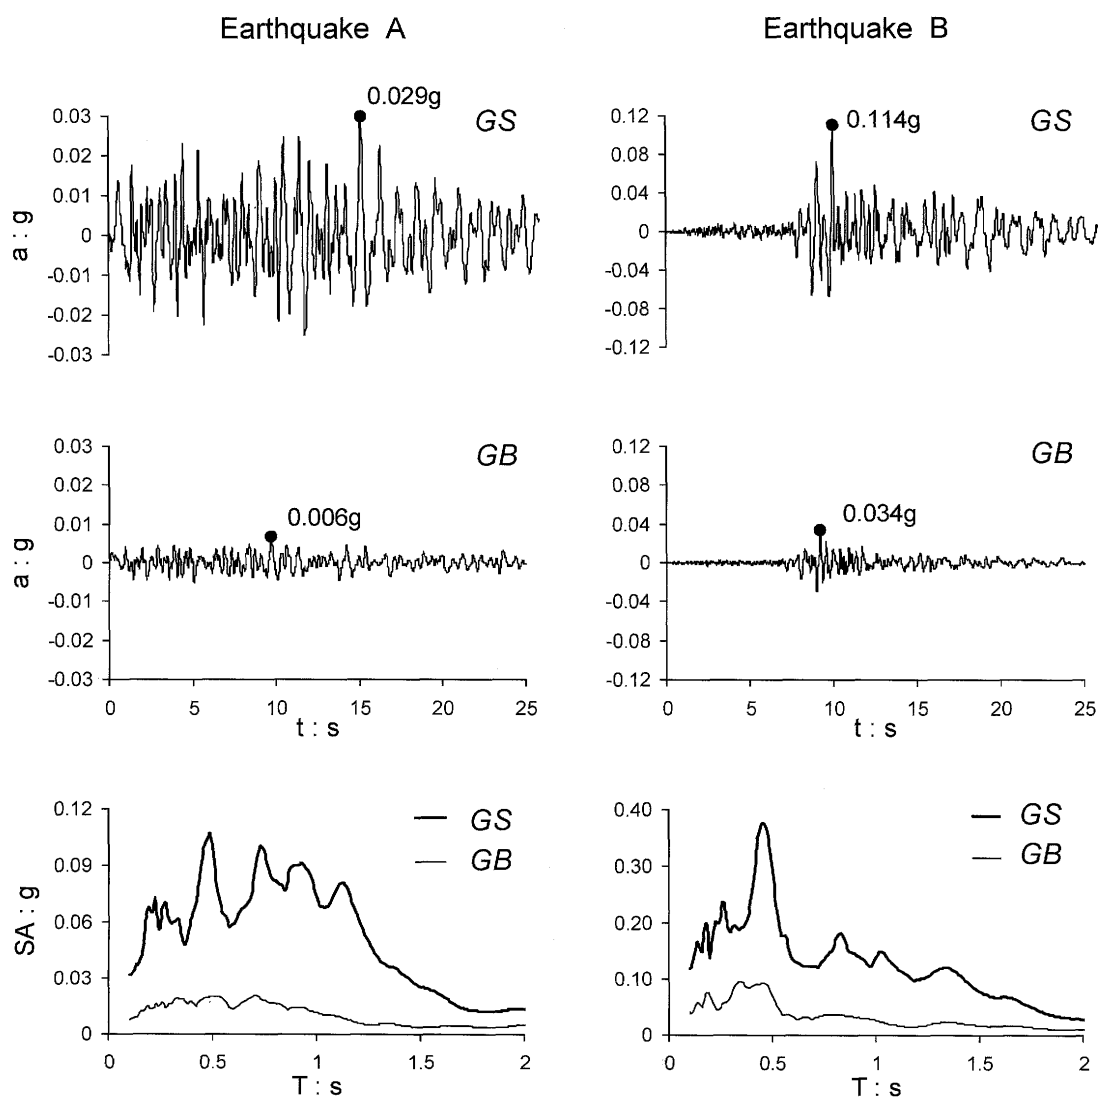 Earthquake A
Earthquake B
0.029g
GS
0.03
0.02
0.01
0
-0.01
-0.02
-0.03
a : g
0.114g
GS
0.12
0.08
0.04
0
-0.04
-0.08
-0.12
0.006g
GB
0.03
0.02
0.01
0
-0.01
-0.02
-0.03
a : g
0 5 10 15 20 25
t : s
0.034g
GB
0.12
0.08
0.04
0
-0.04
-0.08
-0.12
0 5 10 15 20 25
t : s
GS
GB
0.12
0.09
0.06
0.03
0
SA : g
0 0.5 1 1.5 2
T : s
GS
GB
0.40
0.30
0.20
0.10
0
0 0.5 1 1.5 2
T : s